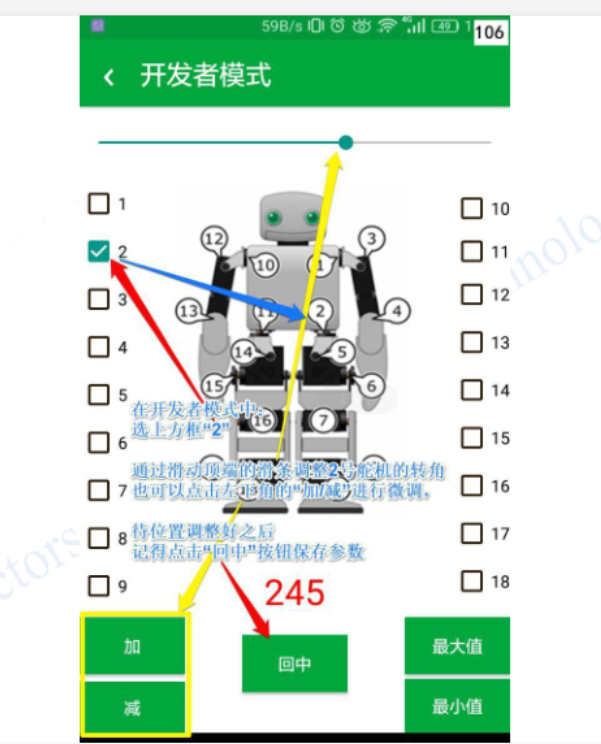 59B/s 4G 49 1
106
开发者模式
1
10
2
11
3
12
4
13
5
14
6
15
7
16
8
17
9
18
12
3
10
1
13
11
2
4
14
5
15
6
16
7
在开发者模式中，
选上方框“2”
通过滑动顶端的滑条调整2号舵机的转角
也可以点击左下角的“加/减”进行微调。
待位置调整好之后
记得点击“回中”按钮保存参数
245
加
回中
最大值
减
最小值
ctors
nolo